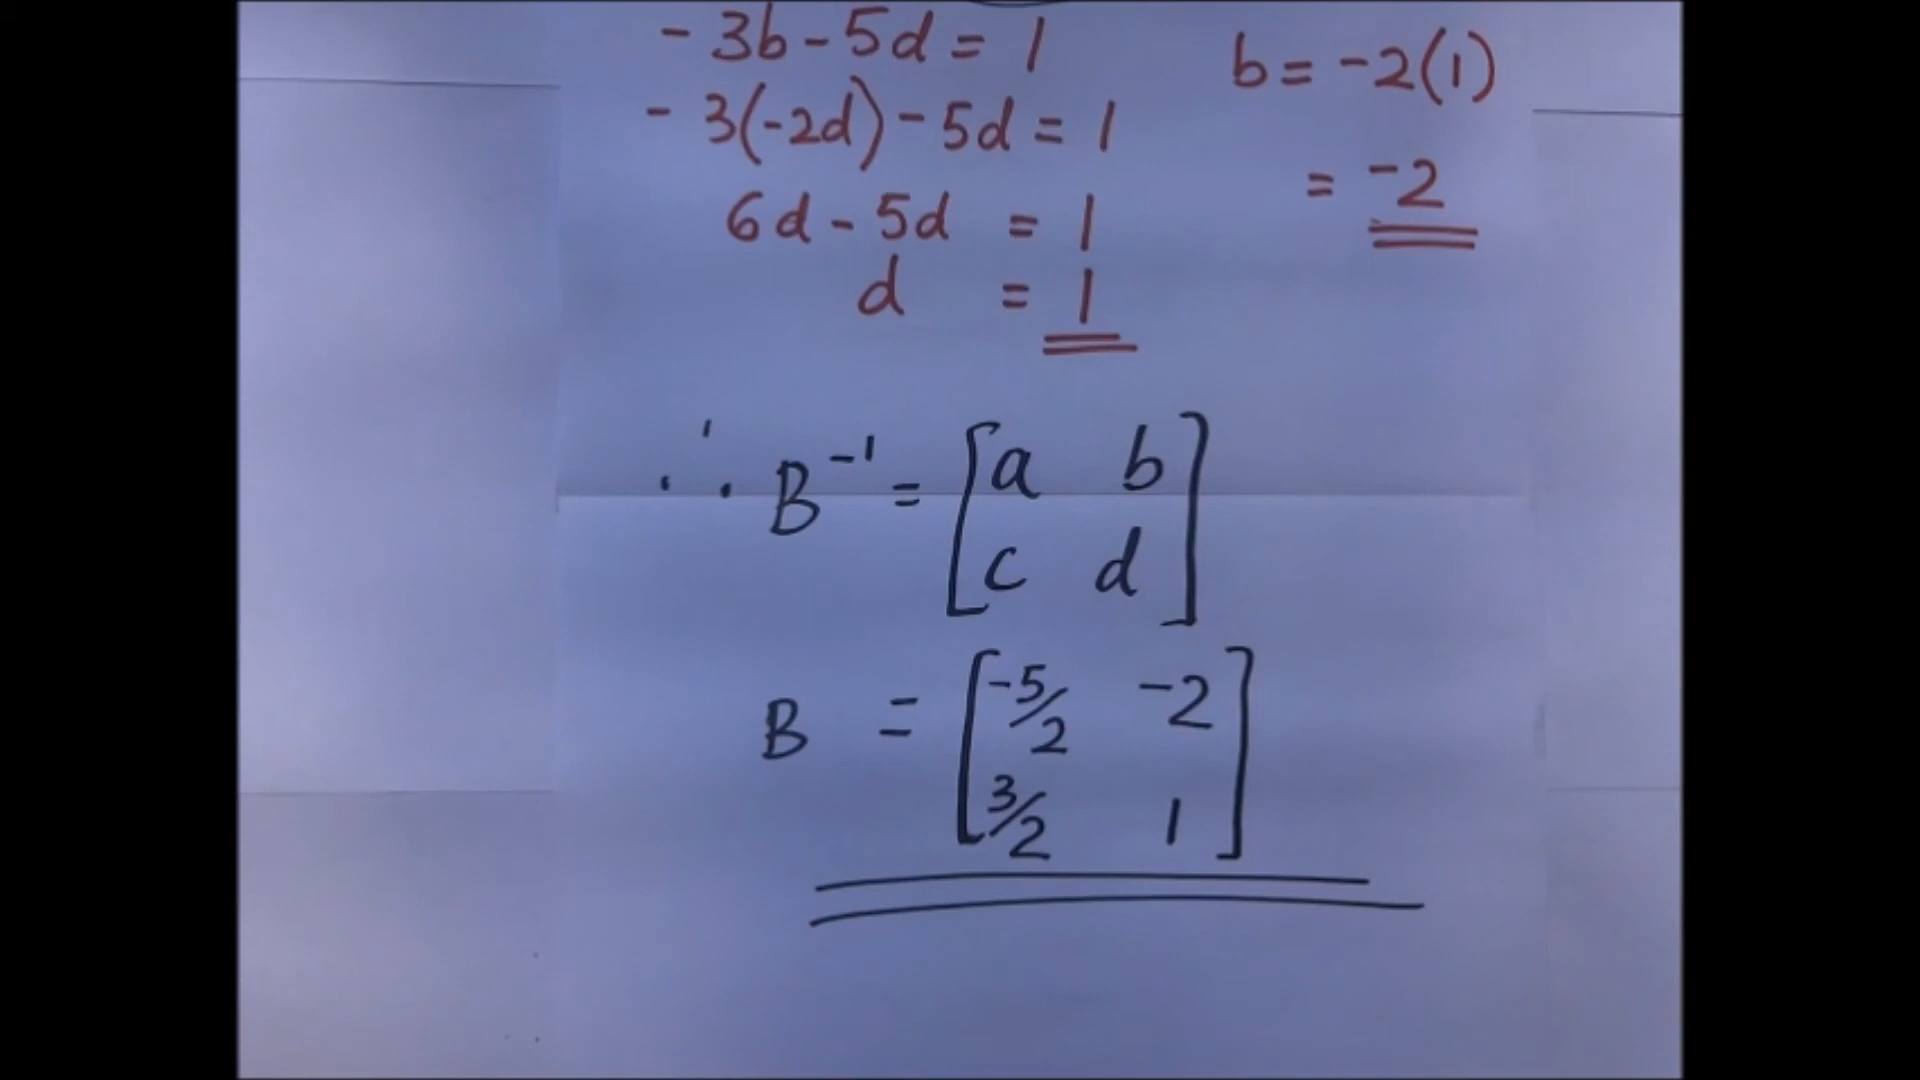 - 3b - 5d = 1
- 3(-2d) - 5d = 1
6d - 5d = 1
d = 1
b = -2(1)
= -2
∴ B⁻¹ = [a b
c d]
B = [-5/2 -2
3/2 1]